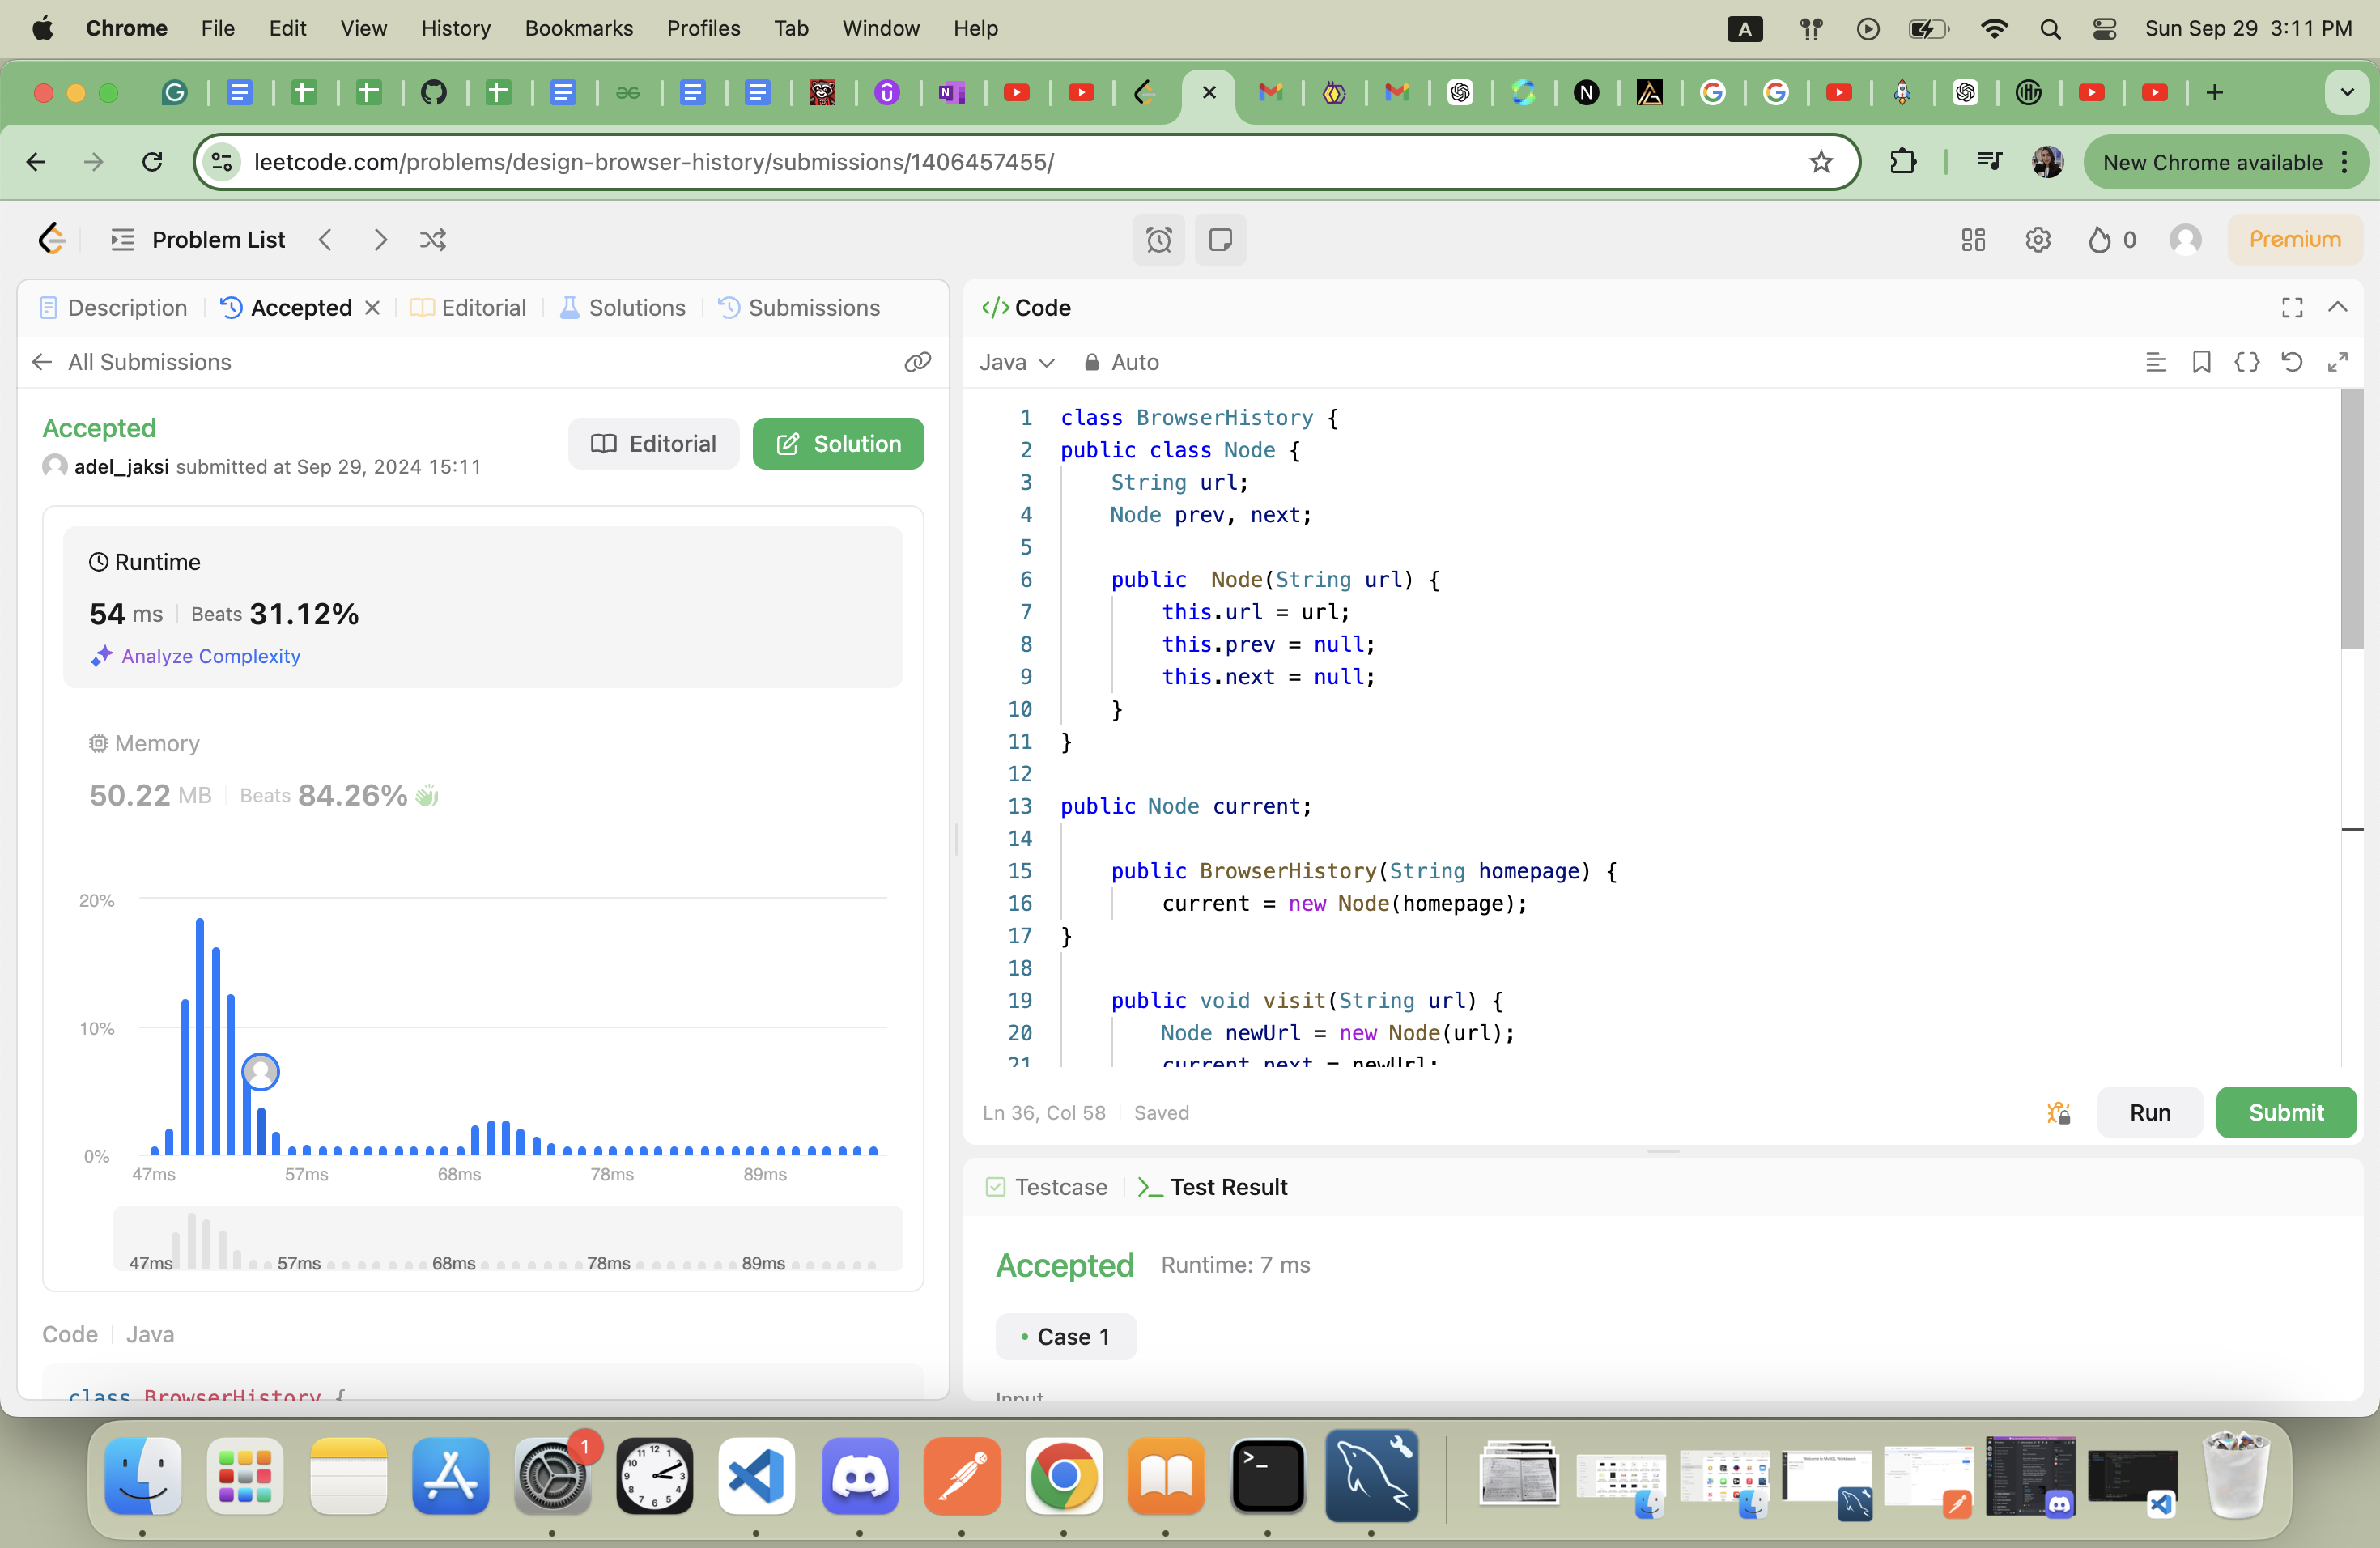 Chrome File Edit View History Bookmarks Profiles Tab Window Help A Sun Sep 29 3:11 PM
leetcode.com/problems/design-browser-history/submissions/1406457455/ New Chrome available
Problem List 0 Premium
Description Accepted Editorial Solutions Submissions
All Submissions
Accepted
adel_jaksi submitted at Sep 29, 2024 15:11
Editorial Solution
Runtime
54 ms Beats 31.12%
Analyze Complexity
Memory
50.22 MB Beats 84.26%
20%
10%
0%
47ms 57ms 68ms 78ms 89ms
47ms 57ms 68ms 78ms 89ms
Code Java
class BrowserHistory {
</> Code
Java Auto
1 class BrowserHistory {
2 public class Node {
3 String url;
4 Node prev, next;
5
6 public  Node(String url) {
7 this.url = url;
8 this.prev = null;
9 this.next = null;
10 }
11 }
12
13 public Node current;
14
15 public BrowserHistory(String homepage) {
16 current = new Node(homepage);
17 }
18
19 public void visit(String url) {
20 Node newUrl = new Node(url);
21 current.next = newUrl;
Ln 36, Col 58 Saved
Run Submit
Testcase Test Result
Accepted Runtime: 7 ms
Case 1
Input
1